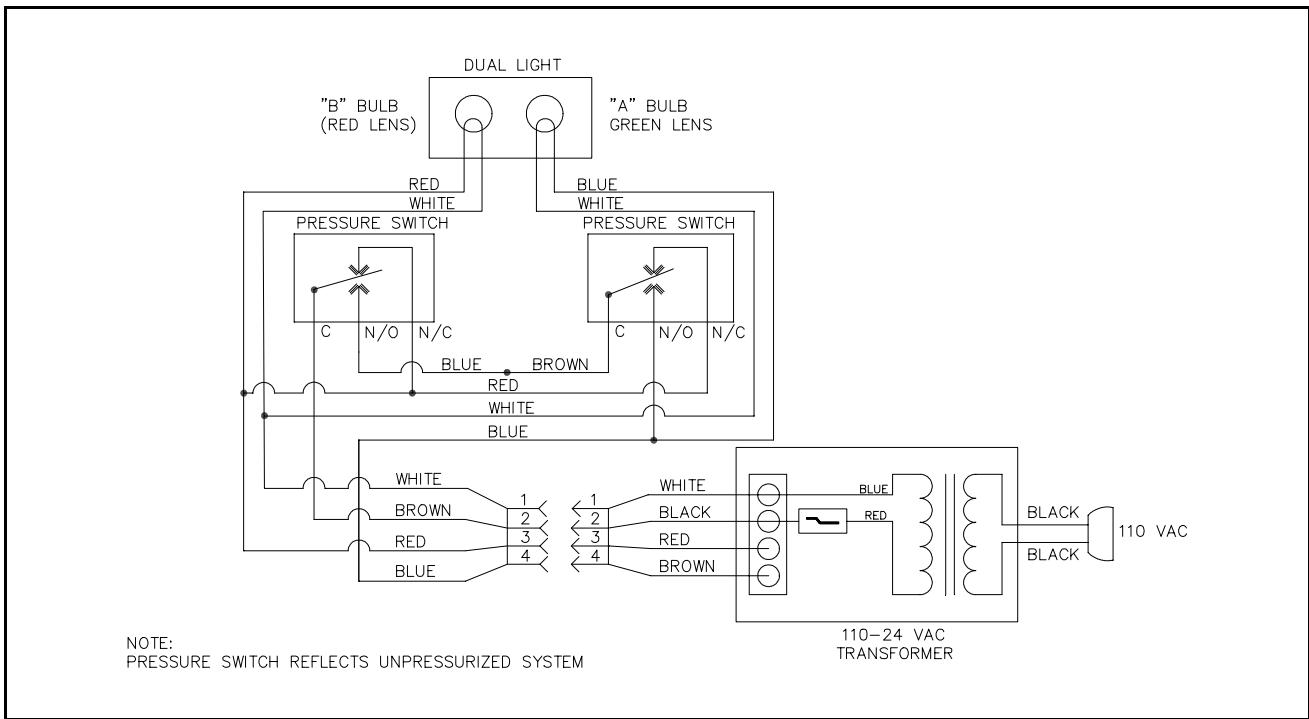 DUAL LIGHT
"B" BULB
(RED LENS)
"A" BULB
GREEN LENS
RED
WHITE
BLUE
WHITE
PRESSURE SWITCH
PRESSURE SWITCH
C
N/O
N/C
C
N/O
N/C
BLUE
BROWN
RED
WHITE
BLUE
WHITE
BROWN
RED
BLUE
1
2
3
4
1
2
3
4
WHITE
BLACK
RED
BROWN
BLUE
RED
BLACK
BLACK
110 VAC
110-24 VAC
TRANSFORMER
NOTE:
PRESSURE SWITCH REFLECTS UNPRESSURIZED SYSTEM